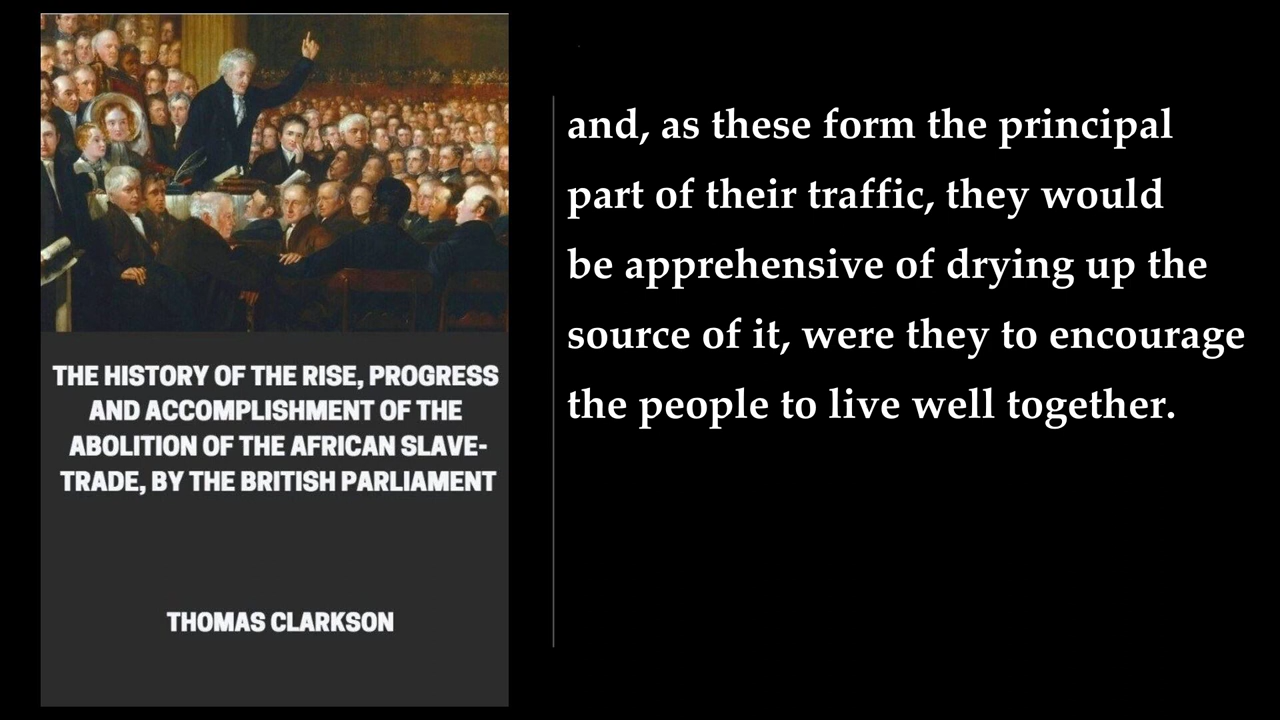 THE HISTORY OF THE RISE, PROGRESS
AND ACCOMPLISHMENT OF THE
ABOLITION OF THE AFRICAN SLAVE-
TRADE, BY THE BRITISH PARLIAMENT
THOMAS CLARKSON
and, as these form the principal
part of their traffic, they would
be apprehensive of drying up the
source of it, were they to encourage
the people to live well together.